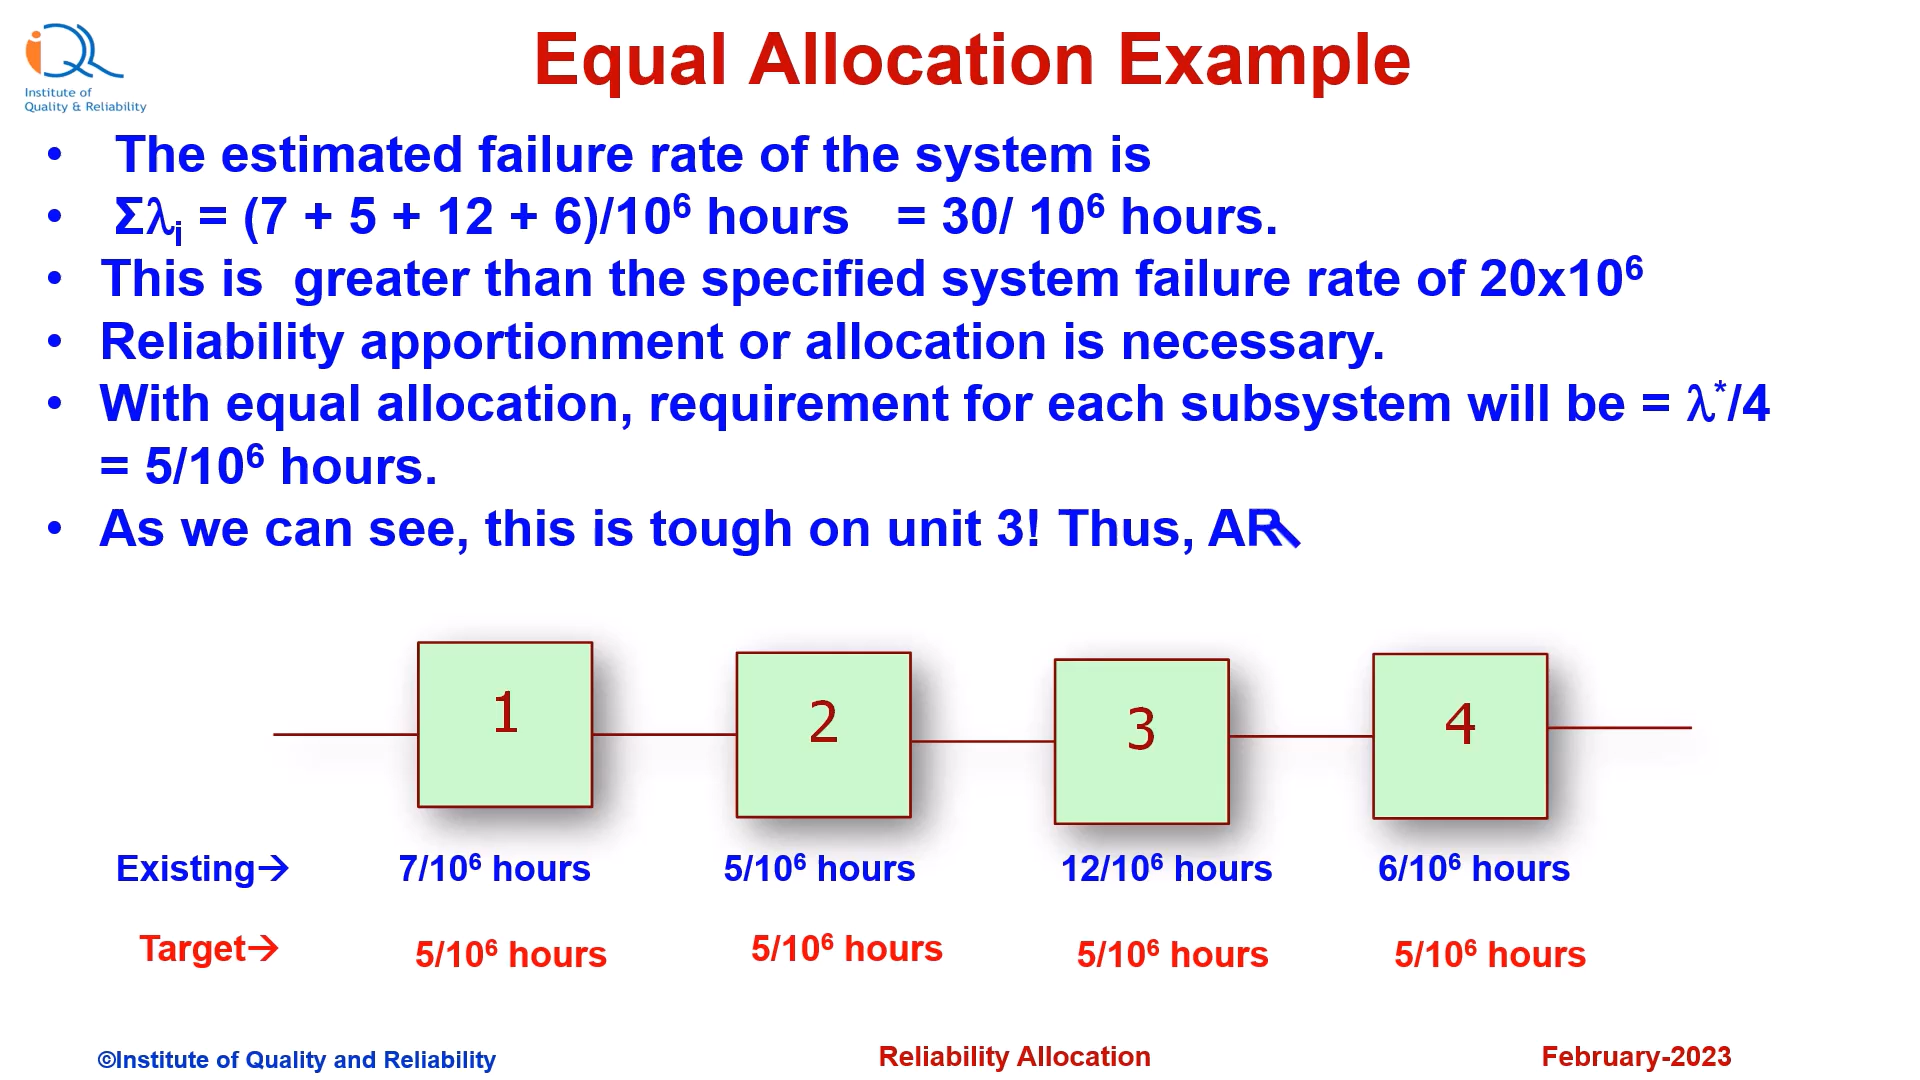 iQR
Institute of
Quality & Reliability
Equal Allocation Example
• The estimated failure rate of the system is
• Σλi = (7 + 5 + 12 + 6)/10⁶ hours = 30/ 10⁶ hours.
• This is greater than the specified system failure rate of 20x10⁶
• Reliability apportionment or allocation is necessary.
• With equal allocation, requirement for each subsystem will be = λ*/4
= 5/10⁶ hours.
• As we can see, this is tough on unit 3! Thus,
1 2 3 4
Existing→ 7/10⁶ hours 5/10⁶ hours 12/10⁶ hours 6/10⁶ hours
Target→ 5/10⁶ hours 5/10⁶ hours 5/10⁶ hours 5/10⁶ hours
©Institute of Quality and Reliability Reliability Allocation February-2023